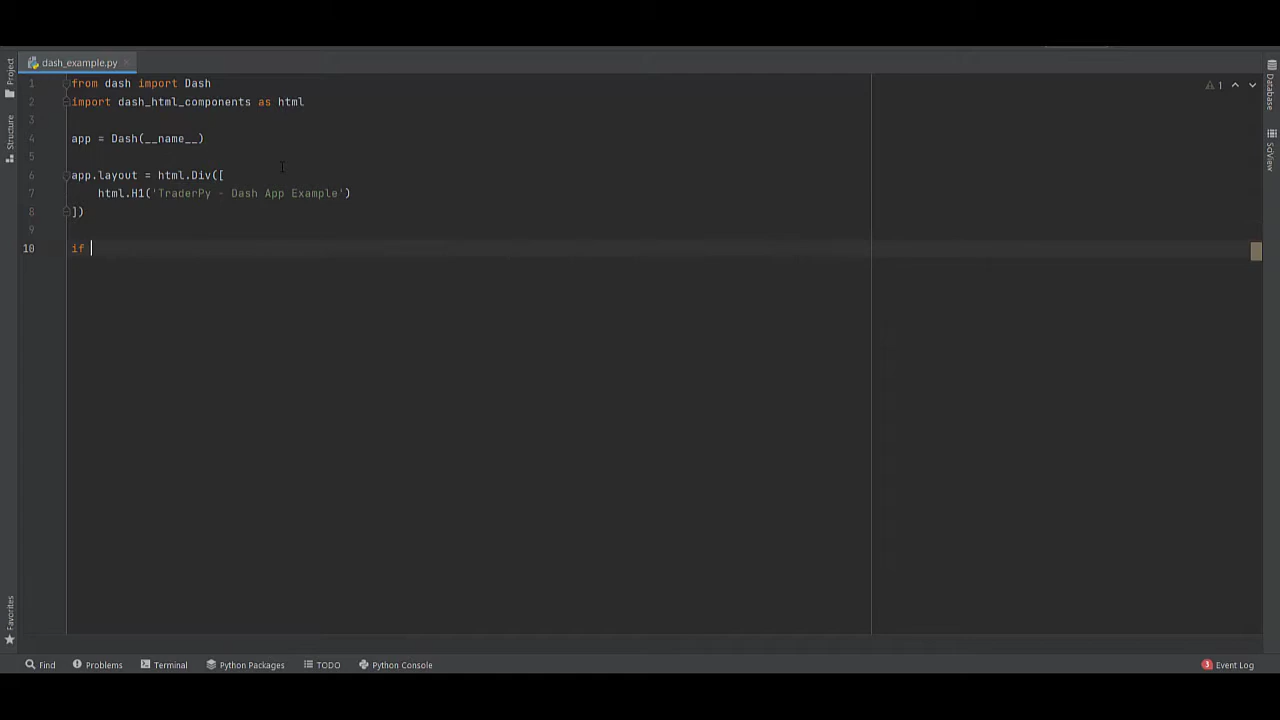 dash_example.py
Project
Structure
Favorites
Database
SciView
1
1 from dash import Dash
2 import dash_html_components as html
3
4 app = Dash(__name__)
5
6 app.layout = html.Div([
7     html.H1('TraderPy - Dash App Example')
8 ])
9
10 if
Find Problems Terminal Python Packages TODO Python Console 3 Event Log